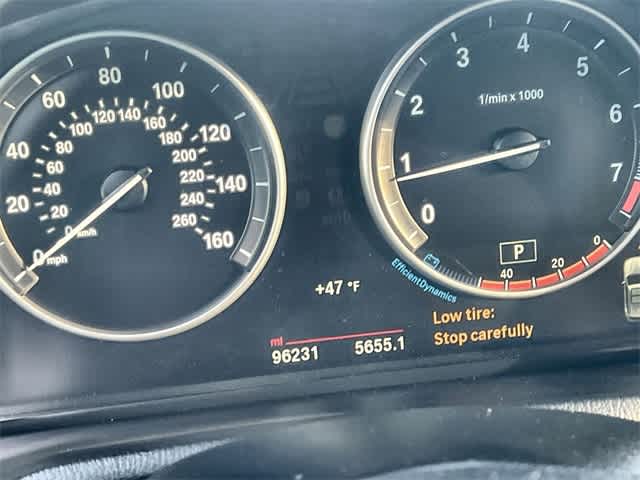 0 20 40 60 80 100 120 140 160
mph
0 20 40 60 80 100 120 140 160 180 200 220 240 260
km/h
0 1 2 3 4 5 6 7
1/min x 1000
P
40 20 0
EfficientDynamics
+47 °F
mi
96231 5655.1
Low tire:
Stop carefully